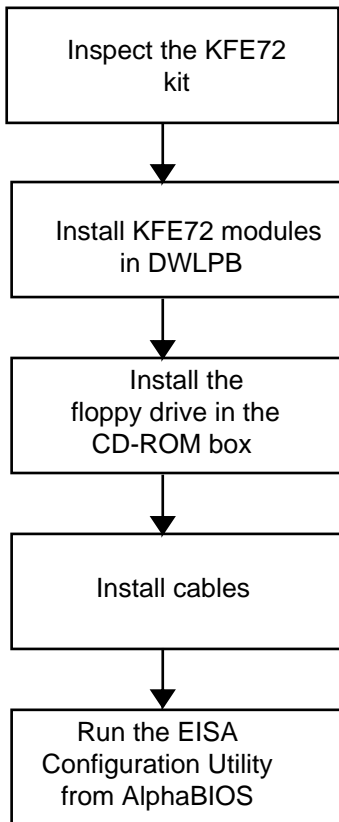 Inspect the KFE72
kit
Install KFE72 modules
in DWLPB
Install the
floppy drive in the
CD-ROM box
Install cables
Run the EISA
Configuration Utility
from AlphaBIOS